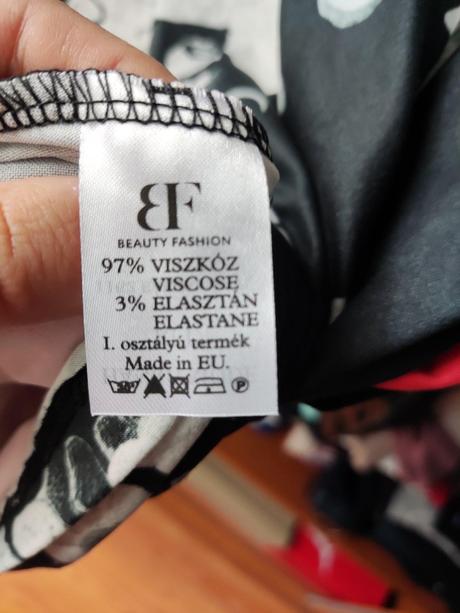 BF
BEAUTY FASHION
97% VISZKÓZ
VISCOSE
3% ELASZTÁN
ELASTANE
I. osztályú termék
Made in EU.
P